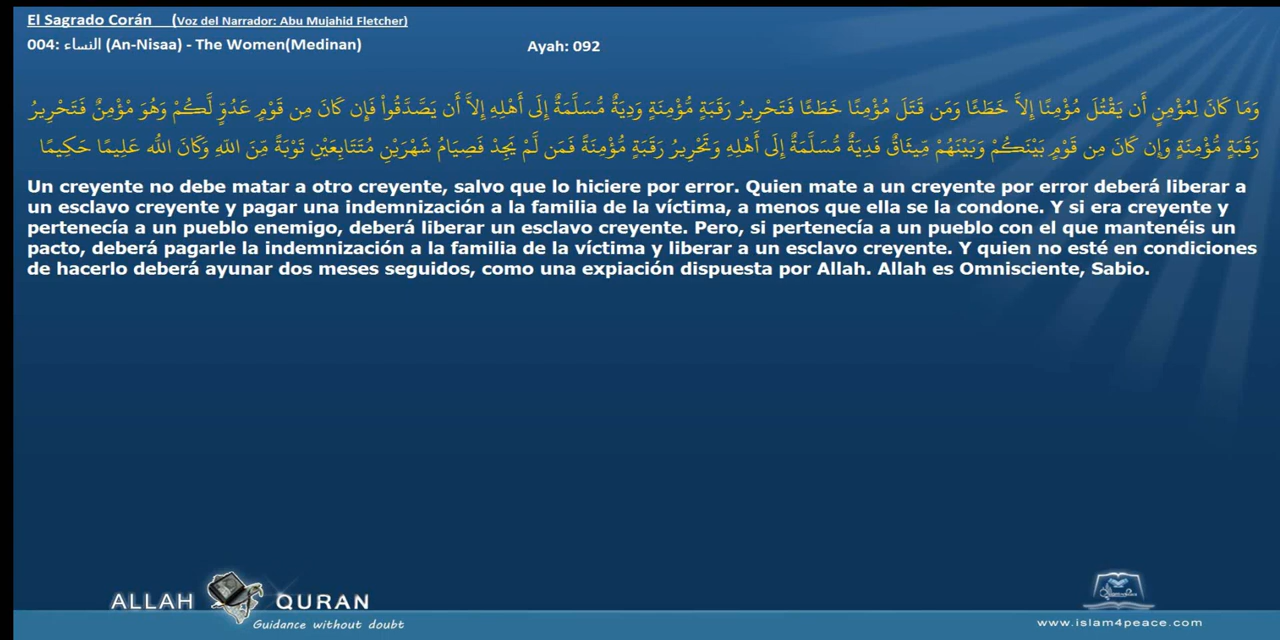 El Sagrado Corán (Voz del Narrador: Abu Mujahid Fletcher)
004: النساء (An-Nisaa) - The Women(Medinan) Ayah: 092
وَمَا كَانَ لِمُؤْمِنٍ أَن يَقْتُلَ مُؤْمِنًا إِلاَّ خَطَئًا وَمَن قَتَلَ مُؤْمِنًا خَطَئًا فَتَحْرِيرُ رَقَبَةٍ مُّؤْمِنَةٍ وَدِيَةٌ مُّسَلَّمَةٌ إِلَى أَهْلِهِ إِلاَّ أَن يَصَّدَّقُواْ فَإِن كَانَ مِن قَوْمٍ عَدُوٍّ لَّكُمْ وَهُوَ مْؤْمِنٌ فَتَحْرِيرُ
رَقَبَةٍ مُّؤْمِنَةٍ وَإِن كَانَ مِن قَوْمٍ بَيْنَكُمْ وَبَيْنَهُمْ مِّيثَاقٌ فَدِيَةٌ مُّسَلَّمَةٌ إِلَى أَهْلِهِ وَتَحْرِيرُ رَقَبَةٍ مُّؤْمِنَةً فَمَن لَّمْ يَجِدْ فَصِيَامُ شَهْرَيْنِ مُتَتَابِعَيْنِ تَوْبَةً مِّنَ اللهِ وَكَانَ اللهُ عَلِيمًا حَكِيمًا
Un creyente no debe matar a otro creyente, salvo que lo hiciere por error. Quien mate a un creyente por error deberá liberar a
un esclavo creyente y pagar una indemnización a la familia de la víctima, a menos que ella se la condone. Y si era creyente y
pertenecía a un pueblo enemigo, deberá liberar un esclavo creyente. Pero, si pertenecía a un pueblo con el que mantenéis un
pacto, deberá pagarle la indemnización a la familia de la víctima y liberar a un esclavo creyente. Y quien no esté en condiciones
de hacerlo deberá ayunar dos meses seguidos, como una expiación dispuesta por Allah. Allah es Omnisciente, Sabio.
ALLAH QURAN
Guidance without doubt
www.islam4peace.com